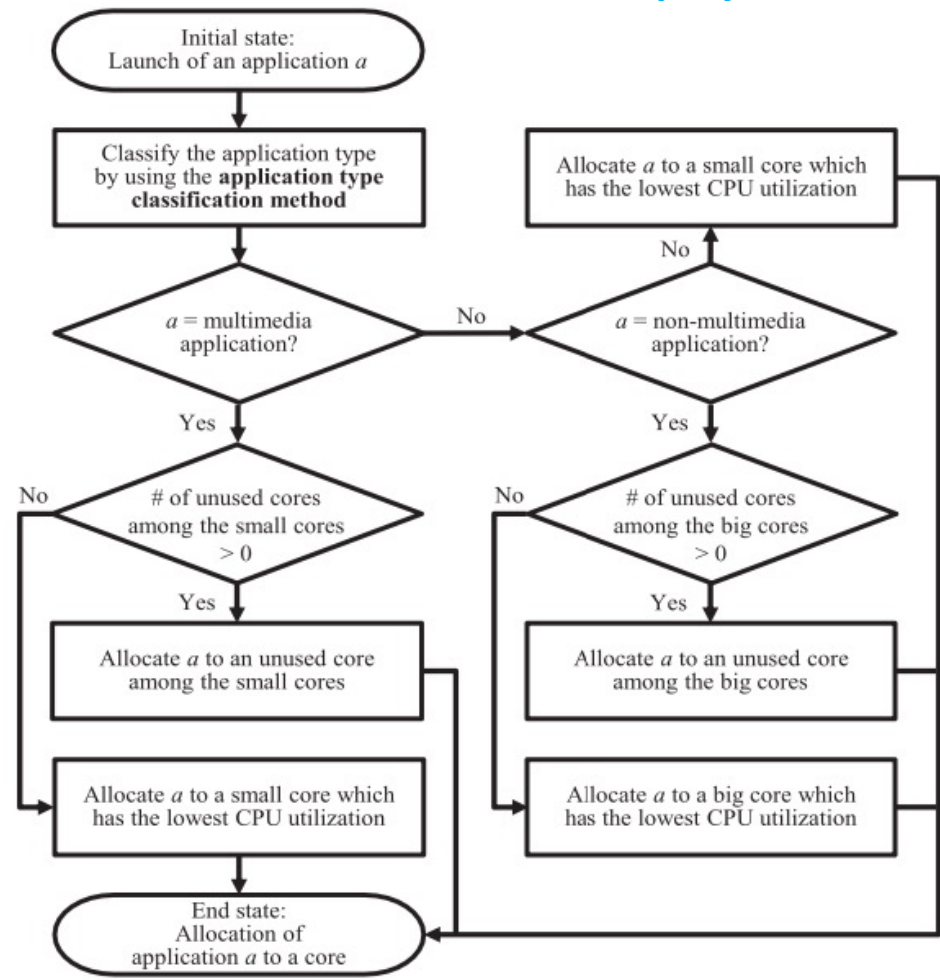 Initial state:
Launch of an application a
Classify the application type
by using the application type
classification method
Allocate a to a small core which
has the lowest CPU utilization
No
a = multimedia
application?
No
a = non-multimedia
application?
Yes
Yes
No
# of unused cores
among the small cores
> 0
No
# of unused cores
among the big cores
> 0
Yes
Yes
Allocate a to an unused core
among the small cores
Allocate a to an unused core
among the big cores
Allocate a to a small core which
has the lowest CPU utilization
Allocate a to a big core which
has the lowest CPU utilization
End state:
Allocation of
application a to a core